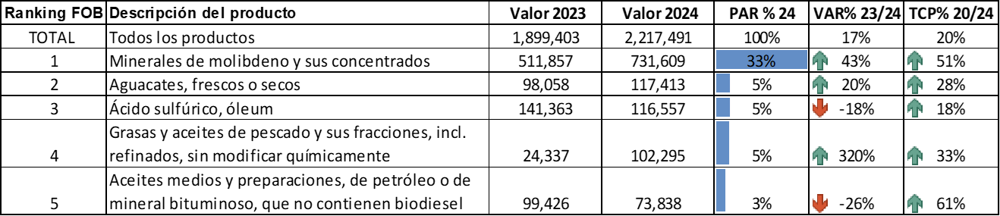 Ranking FOB Descripción del producto Valor 2023 Valor 2024 PAR % 24 VAR% 23/24 TCP% 20/24
TOTAL Todos los productos 1,899,403 2,217,491 100% 17% 20%
1 Minerales de molibdeno y sus concentrados 511,857 731,609 33% 43% 51%
2 Aguacates, frescos o secos 98,058 117,413 5% 20% 28%
3 Ácido sulfúrico, óleum 141,363 116,557 5% -18% 18%
Grasas y aceites de pescado y sus fracciones, incl.
4 refinados, sin modificar químicamente 24,337 102,295 5% 320% 33%
Aceites medios y preparaciones, de petróleo o de
5 mineral bituminoso, que no contienen biodiesel 99,426 73,838 3% -26% 61%